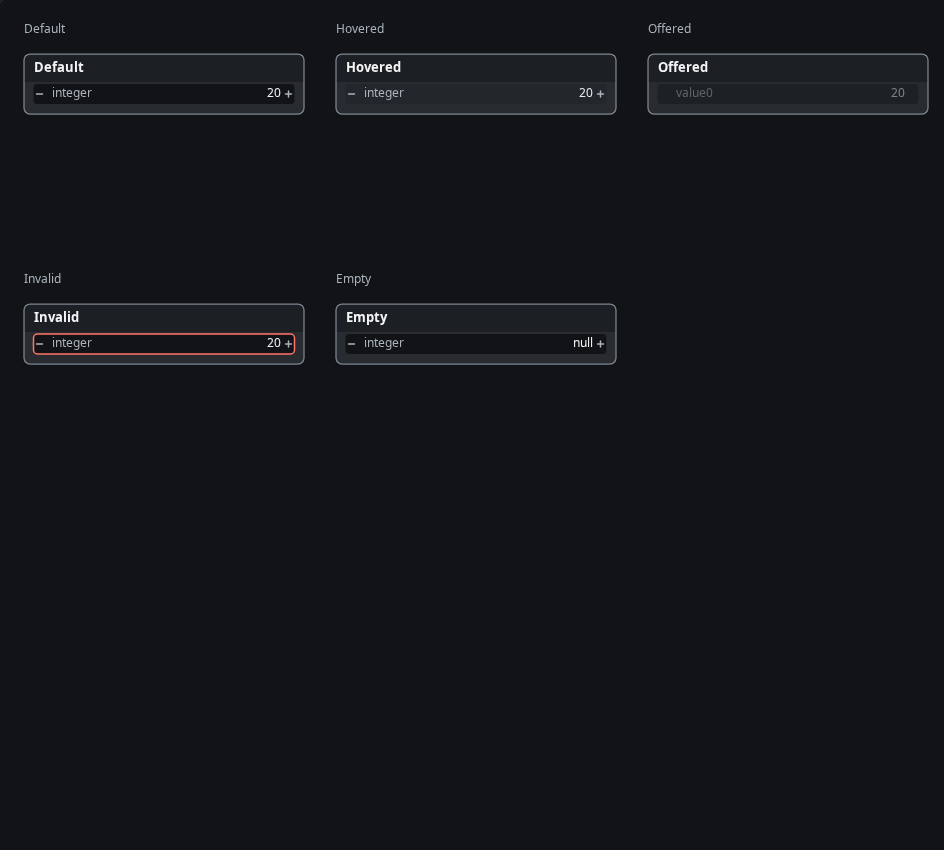 Default
Hovered
Offered
Default
Hovered
Offered
− integer 20 +
− integer 20 +
value0 20
Invalid
Empty
Invalid
Empty
− integer 20 +
− integer null +